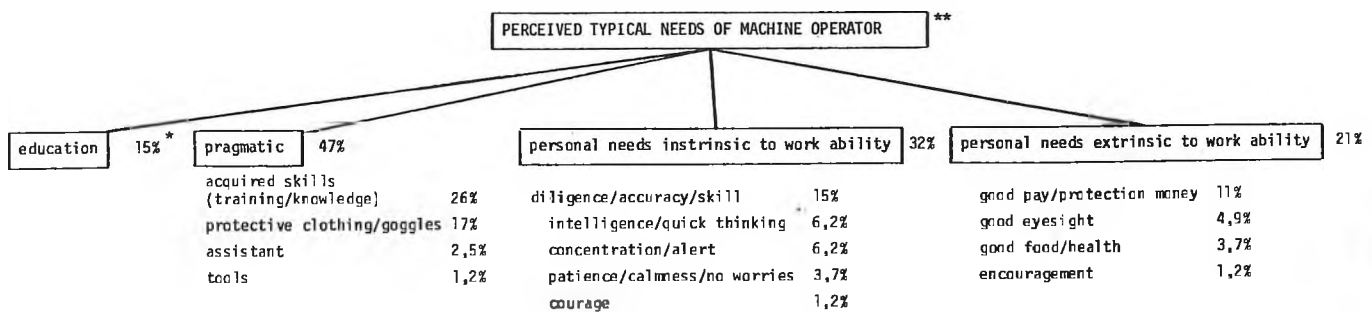 PERCEIVED TYPICAL NEEDS OF MACHINE OPERATOR **
education 15% *
pragmatic 47%
acquired skills
(training/knowledge) 26%
protective clothing/goggles 17%
assistant 2,5%
tools 1,2%
personal needs instrinsic to work ability 32%
diligence/accuracy/skill 15%
intelligence/quick thinking 6,2%
concentration/alert 6,2%
patience/calmness/no worries 3,7%
courage 1,2%
personal needs extrinsic to work ability 21%
good pay/protection money 11%
good eyesight 4,9%
good food/health 3,7%
encouragement 1,2%